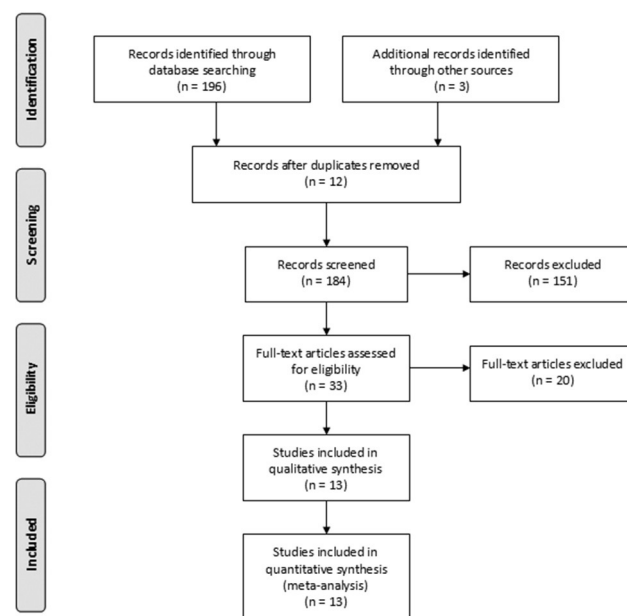 Identification
Records identified through
database searching
(n = 196)
Additional records identified
through other sources
(n = 3)
Records after duplicates removed
(n = 12)
Screening
Records screened
(n = 184)
Records excluded
(n = 151)
Eligibility
Full-text articles assessed
for eligibility
(n = 33)
Full-text articles excluded
(n = 20)
Studies included in
qualitative synthesis
(n = 13)
Included
Studies included in
quantitative synthesis
(meta-analysis)
(n = 13)